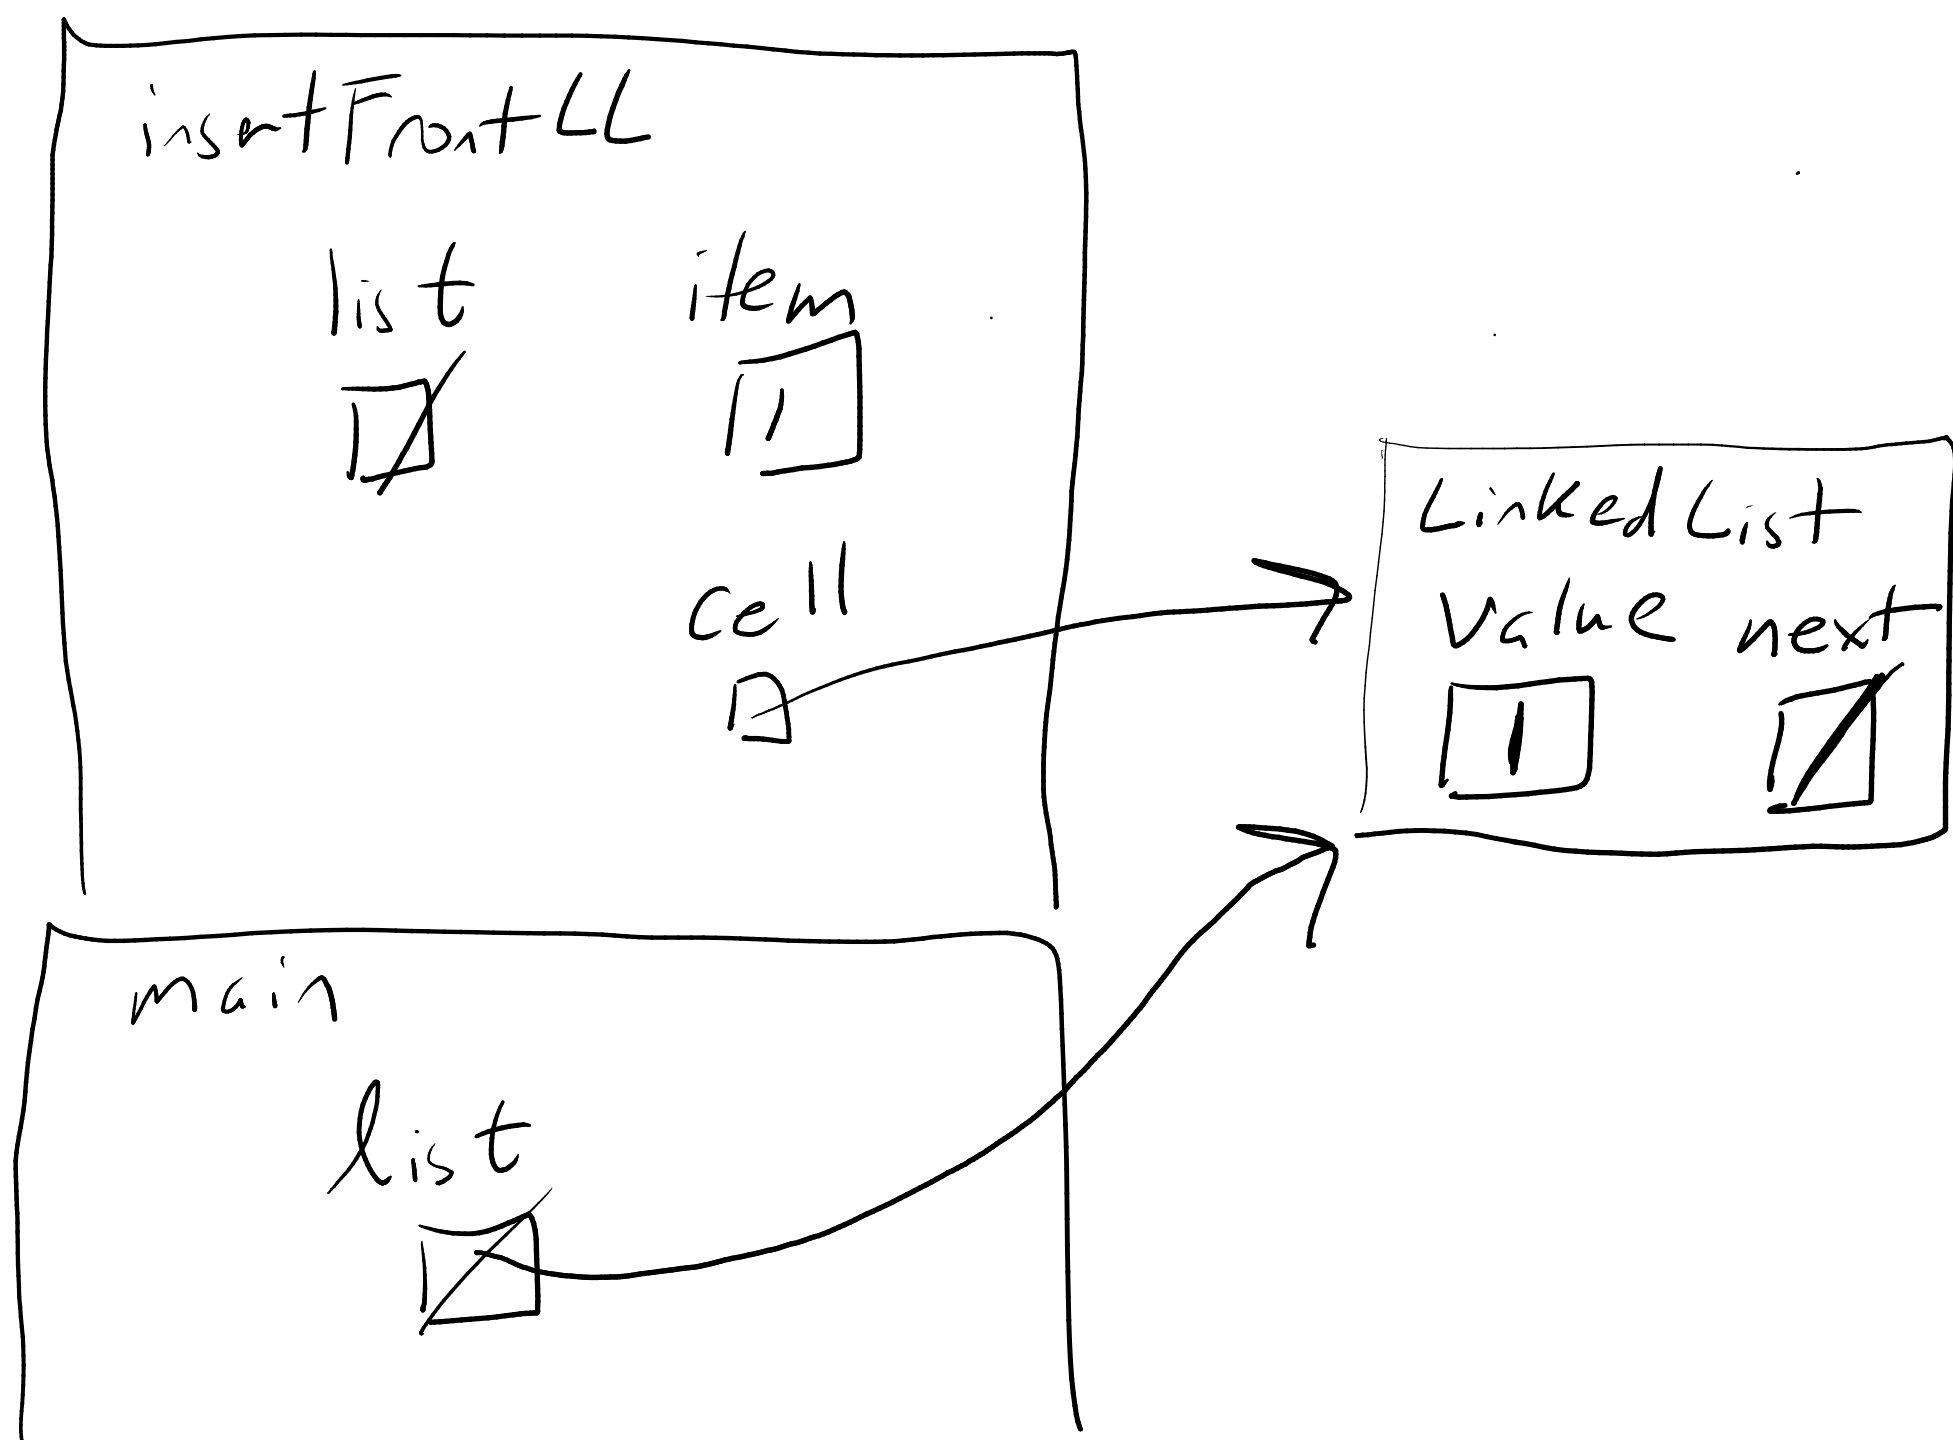 insertFrontLL
list item
1
cell
LinkedList
value next
1
main
list